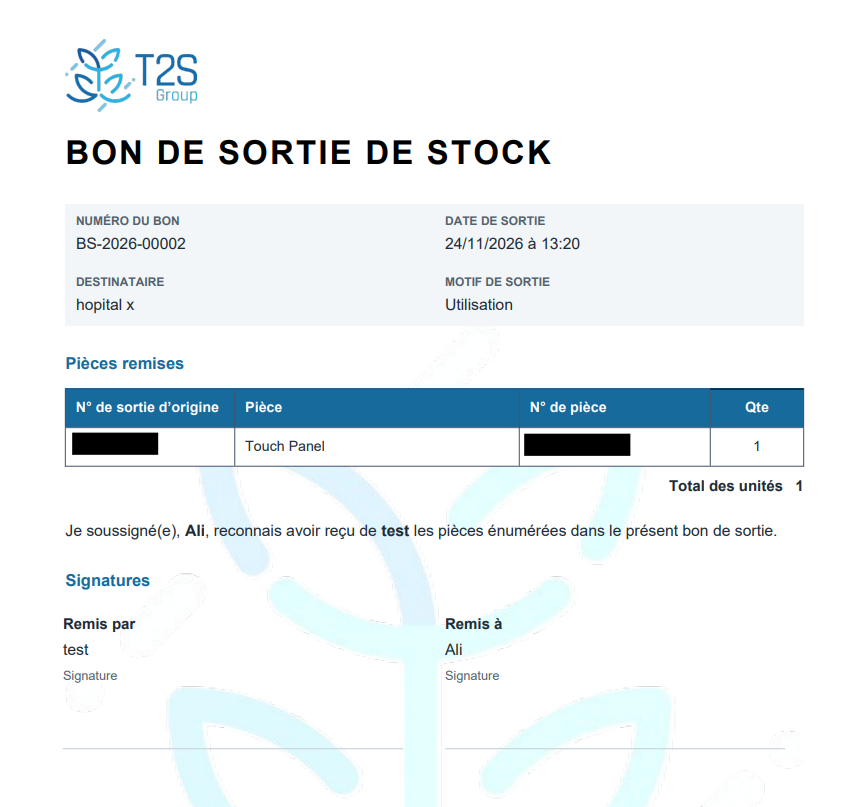 T2S
Group
BON DE SORTIE DE STOCK
NUMÉRO DU BON
DATE DE SORTIE
BS-2026-00002
24/11/2026 à 13:20
DESTINATAIRE
MOTIF DE SORTIE
hopital x
Utilisation
Pièces remises
N° de sortie d’origine Pièce N° de pièce Qte
Touch Panel 1
Total des unités 1
Je soussigné(e), Ali, reconnais avoir reçu de test les pièces énumérées dans le présent bon de sortie.
Signatures
Remis par
Remis à
test
Ali
Signature
Signature